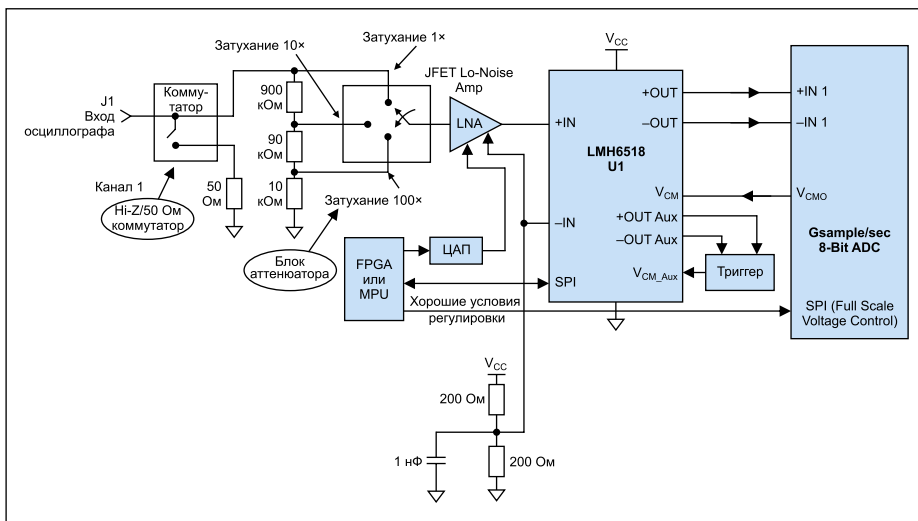 Затухание 10×
Затухание 1×
J1
Вход
осциллографа
Комму-
татор
900
кОм
90
кОм
10
кОм
50
Ом
Канал 1
Hi-Z/50 Ом
коммутатор
Затухание 100×
Блок
аттенюатора
JFET Lo-Noise
Amp
LNA
VCC
+IN
–IN
SPI
LMH6518
U1
+OUT
–OUT
VCM
+OUT Aux
–OUT Aux
VCM_Aux
Триггер
+IN 1
–IN 1
VCMO
Gsample/sec
8-Bit ADC
SPI (Full Scale
Voltage Control)
FPGA
или
MPU
ЦАП
Хорошие условия
регулировки
VCC
200 Ом
1 нФ
200 Ом